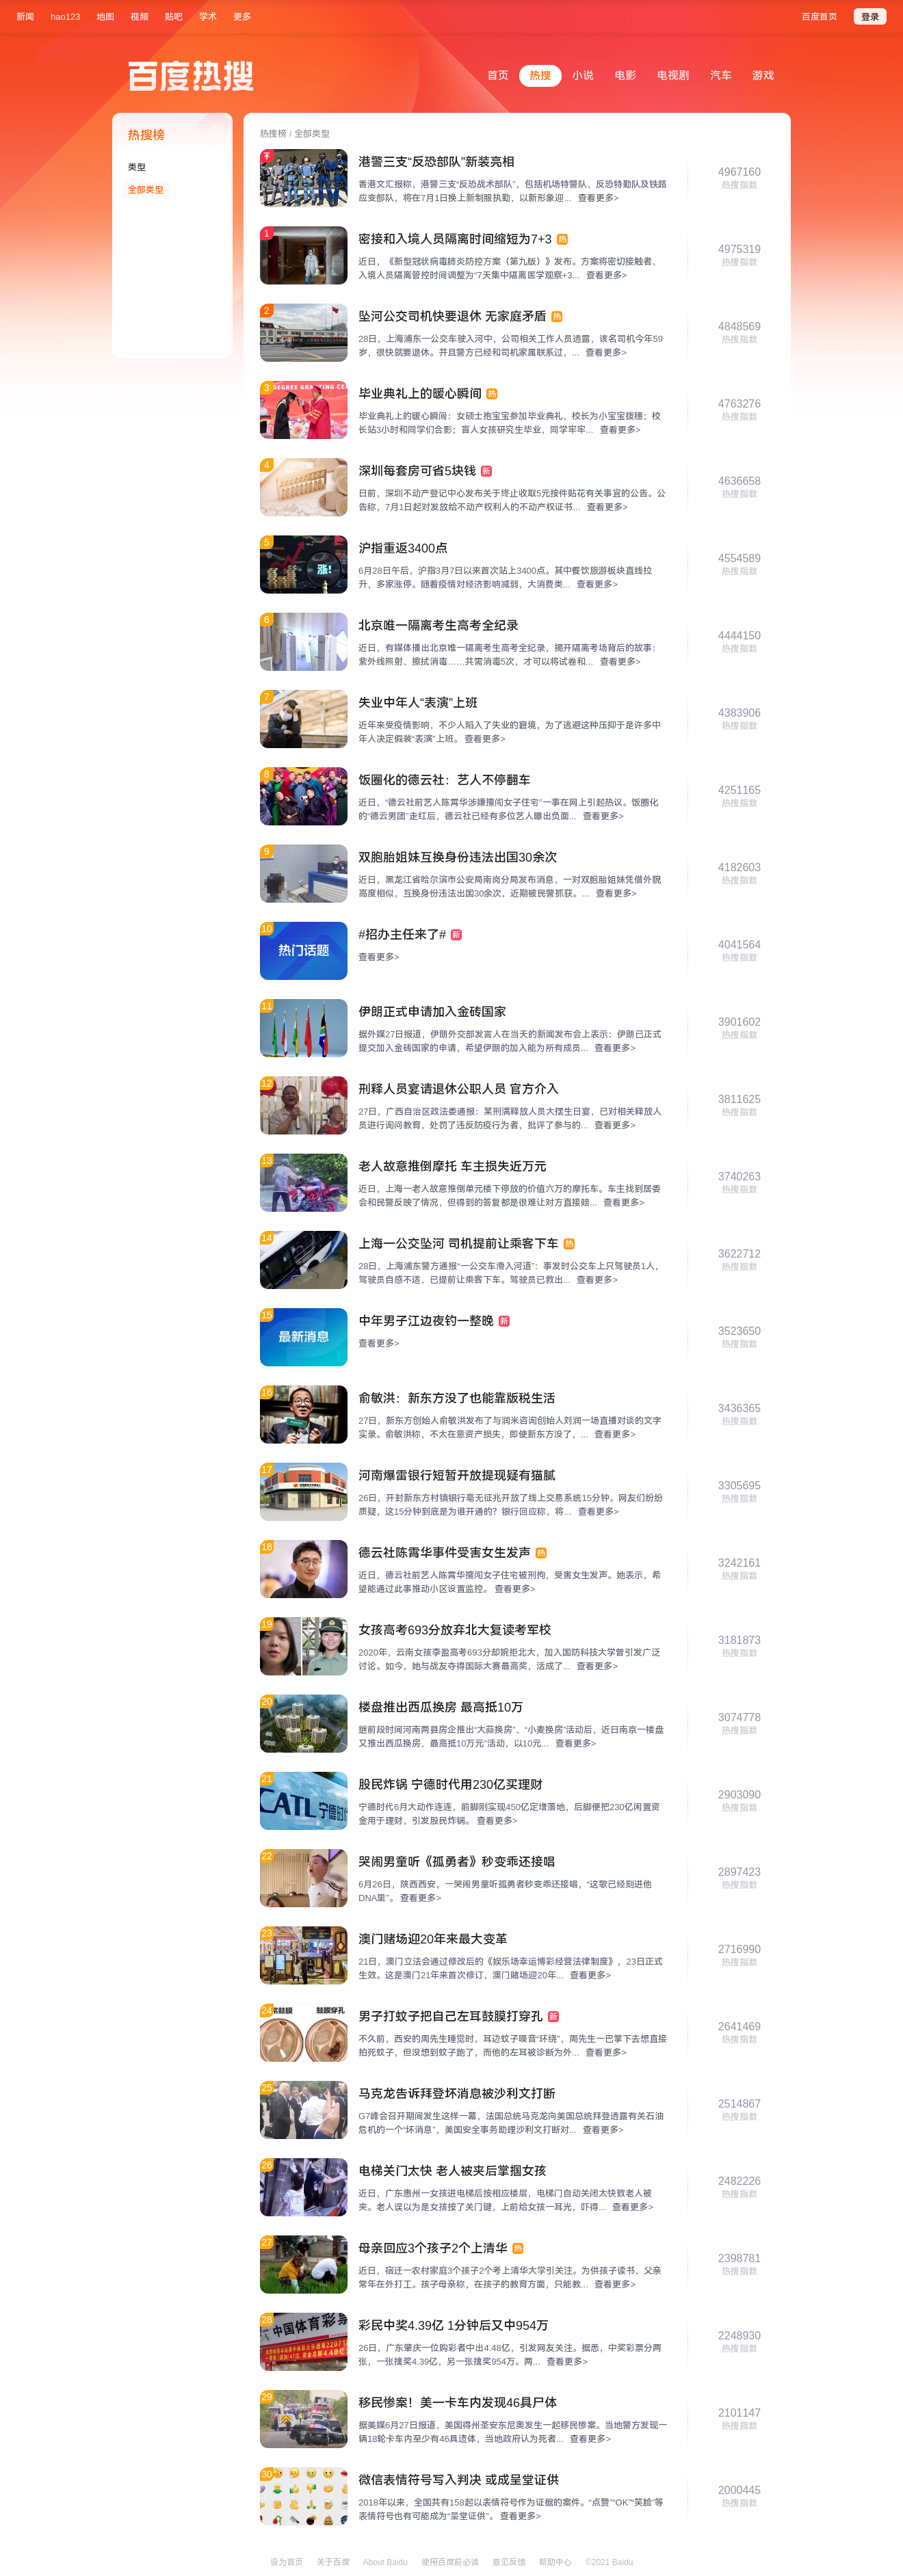 新闻
hao123
地图
视频
贴吧
学术
更多
百度首页
登录
百度热搜
首页
热搜
小说
电影
电视剧
汽车
游戏
热搜榜
类型
全部类型
热搜榜 / 全部类型
港警三支“反恐部队”新装亮相
香港文汇报称，港警三支“反恐战术部队”，包括机场特警队、反恐特勤队及铁路
应变部队，将在7月1日换上新制服执勤，以新形象迎... 查看更多>
4967160
热搜指数
1
密接和入境人员隔离时间缩短为7+3 热
近日，《新型冠状病毒肺炎防控方案（第九版）》发布。方案将密切接触者、
入境人员隔离管控时间调整为“7天集中隔离医学观察+3... 查看更多>
4975319
热搜指数
2
坠河公交司机快要退休 无家庭矛盾 热
28日，上海浦东一公交车驶入河中，公司相关工作人员透露，该名司机今年59
岁，很快就要退休。并且警方已经和司机家属联系过，... 查看更多>
4848569
热搜指数
3
毕业典礼上的暖心瞬间 热
毕业典礼上的暖心瞬间：女硕士抱宝宝参加毕业典礼，校长为小宝宝拨穗；校
长站3小时和同学们合影；盲人女孩研究生毕业，同学牢牢... 查看更多>
4763276
热搜指数
4
深圳每套房可省5块钱 新
日前，深圳不动产登记中心发布关于终止收取5元按件贴花有关事宜的公告。公
告称，7月1日起对发放给不动产权利人的不动产权证书... 查看更多>
4636658
热搜指数
5
涨!
沪指重返3400点
6月28日午后，沪指3月7日以来首次站上3400点。其中餐饮旅游板块直线拉
升，多家涨停。随着疫情对经济影响减弱，大消费类... 查看更多>
4554589
热搜指数
6
北京唯一隔离考生高考全纪录
近日，有媒体播出北京唯一隔离考生高考全纪录，揭开隔离考场背后的故事：
紫外线照射、擦拭消毒……共需消毒5次，才可以将试卷和... 查看更多>
4444150
热搜指数
7
失业中年人“表演”上班
近年来受疫情影响，不少人陷入了失业的窘境，为了逃避这种压抑于是许多中
年人决定假装“表演”上班。 查看更多>
4383906
热搜指数
8
饭圈化的德云社：艺人不停翻车
近日，“德云社前艺人陈霄华涉嫌擅闯女子住宅”一事在网上引起热议。饭圈化
的“德云男团”走红后，德云社已经有多位艺人曝出负面... 查看更多>
4251165
热搜指数
9
双胞胎姐妹互换身份违法出国30余次
近日，黑龙江省哈尔滨市公安局南岗分局发布消息，一对双胞胎姐妹凭借外貌
高度相似，互换身份违法出国30余次，近期被民警抓获。... 查看更多>
4182603
热搜指数
10
热门话题
#招办主任来了# 新
查看更多>
4041564
热搜指数
11
伊朗正式申请加入金砖国家
据外媒27日报道，伊朗外交部发言人在当天的新闻发布会上表示：伊朗已正式
提交加入金砖国家的申请，希望伊朗的加入能为所有成员... 查看更多>
3901602
热搜指数
12
刑释人员宴请退休公职人员 官方介入
27日，广西自治区政法委通报：某刑满释放人员大摆生日宴，已对相关释放人
员进行询问教育，处罚了违反防疫行为者，批评了参与的... 查看更多>
3811625
热搜指数
13
老人故意推倒摩托 车主损失近万元
近日，上海一老人故意推倒单元楼下停放的价值六万的摩托车。车主找到居委
会和民警反映了情况，但得到的答复都是很难让对方直接赔... 查看更多>
3740263
热搜指数
14
上海一公交坠河 司机提前让乘客下车 热
28日，上海浦东警方通报“一公交车滑入河道”：事发时公交车上只驾驶员1人，
驾驶员自感不适，已提前让乘客下车。驾驶员已救出... 查看更多>
3622712
热搜指数
15
最新消息
中年男子江边夜钓一整晚 新
查看更多>
3523650
热搜指数
16
俞敏洪：新东方没了也能靠版税生活
27日，新东方创始人俞敏洪发布了与润米咨询创始人刘润一场直播对谈的文字
实录。俞敏洪称，不太在意资产损失，即使新东方没了，... 查看更多>
3436365
热搜指数
17
河南爆雷银行短暂开放提现疑有猫腻
26日，开封新东方村镇银行毫无征兆开放了线上交易系统15分钟。网友们纷纷
质疑，这15分钟到底是为谁开通的？银行回应称，将... 查看更多>
3305695
热搜指数
18
德云社陈霄华事件受害女生发声 热
近日，德云社前艺人陈霄华擅闯女子住宅被刑拘，受害女生发声。她表示，希
望能通过此事推动小区设置监控。 查看更多>
3242161
热搜指数
19
女孩高考693分放弃北大复读考军校
2020年，云南女孩李盈高考693分却婉拒北大，加入国防科技大学曾引发广泛
讨论。如今，她与战友夺得国际大赛最高奖，活成了... 查看更多>
3181873
热搜指数
20
楼盘推出西瓜换房 最高抵10万
继前段时间河南两县房企推出“大蒜换房”、“小麦换房”活动后，近日南京一楼盘
又推出西瓜换房，最高抵10万元”活动，以10元... 查看更多>
3074778
热搜指数
21
CATL 宁德时代
股民炸锅 宁德时代用230亿买理财
宁德时代6月大动作连连，前脚刚实现450亿定增落地，后脚便把230亿闲置资
金用于理财，引发股民炸锅。 查看更多>
2903090
热搜指数
22
哭闹男童听《孤勇者》秒变乖还接唱
6月26日，陕西西安，一哭闹男童听孤勇者秒变乖还接唱，“这歌已经刻进他
DNA里”。 查看更多>
2897423
热搜指数
23
澳门赌场迎20年来最大变革
21日，澳门立法会通过修改后的《娱乐场幸运博彩经营法律制度》，23日正式
生效。这是澳门21年来首次修订，澳门赌场迎20年... 查看更多>
2716990
热搜指数
24
常鼓膜 鼓膜穿孔
男子打蚊子把自己左耳鼓膜打穿孔 新
不久前，西安的周先生睡觉时，耳边蚊子嗓音“环绕”，周先生一巴掌下去想直接
拍死蚊子，但没想到蚊子跑了，而他的左耳被诊断为外... 查看更多>
2641469
热搜指数
25
马克龙告诉拜登坏消息被沙利文打断
G7峰会召开期间发生这样一幕，法国总统马克龙向美国总统拜登透露有关石油
危机的一个“坏消息”，美国安全事务助理沙利文打断对... 查看更多>
2514867
热搜指数
26
电梯关门太快 老人被夹后掌掴女孩
近日，广东惠州一女孩进电梯后按相应楼层，电梯门自动关闭太快致老人被
夹。老人误以为是女孩按了关门键，上前给女孩一耳光，吓得... 查看更多>
2482226
热搜指数
27
母亲回应3个孩子2个上清华 热
近日，宿迁一农村家庭3个孩子2个考上清华大学引关注。为供孩子读书，父亲
常年在外打工。孩子母亲称，在孩子的教育方面，只能教... 查看更多>
2398781
热搜指数
28
中国体育彩票
彩民中奖4.39亿 1分钟后又中954万
26日，广东肇庆一位购彩者中出4.48亿，引发网友关注。据悉，中奖彩票分两
张，一张擒奖4.39亿，另一张擒奖954万。两... 查看更多>
2248930
热搜指数
29
移民惨案！美一卡车内发现46具尸体
据美媒6月27日报道，美国得州圣安东尼奥发生一起移民惨案。当地警方发现一
辆18轮卡车内至少有46具遗体，当地政府认为死者... 查看更多>
2101147
热搜指数
30
微信表情符号写入判决 或成呈堂证供
2018年以来，全国共有158起以表情符号作为证据的案件。“点赞”“OK”“笑脸”等
表情符号也有可能成为“呈堂证供”。 查看更多>
2000445
热搜指数
设为首页
关于百度
About Baidu
使用百度前必读
意见反馈
帮助中心
©2021 Baidu